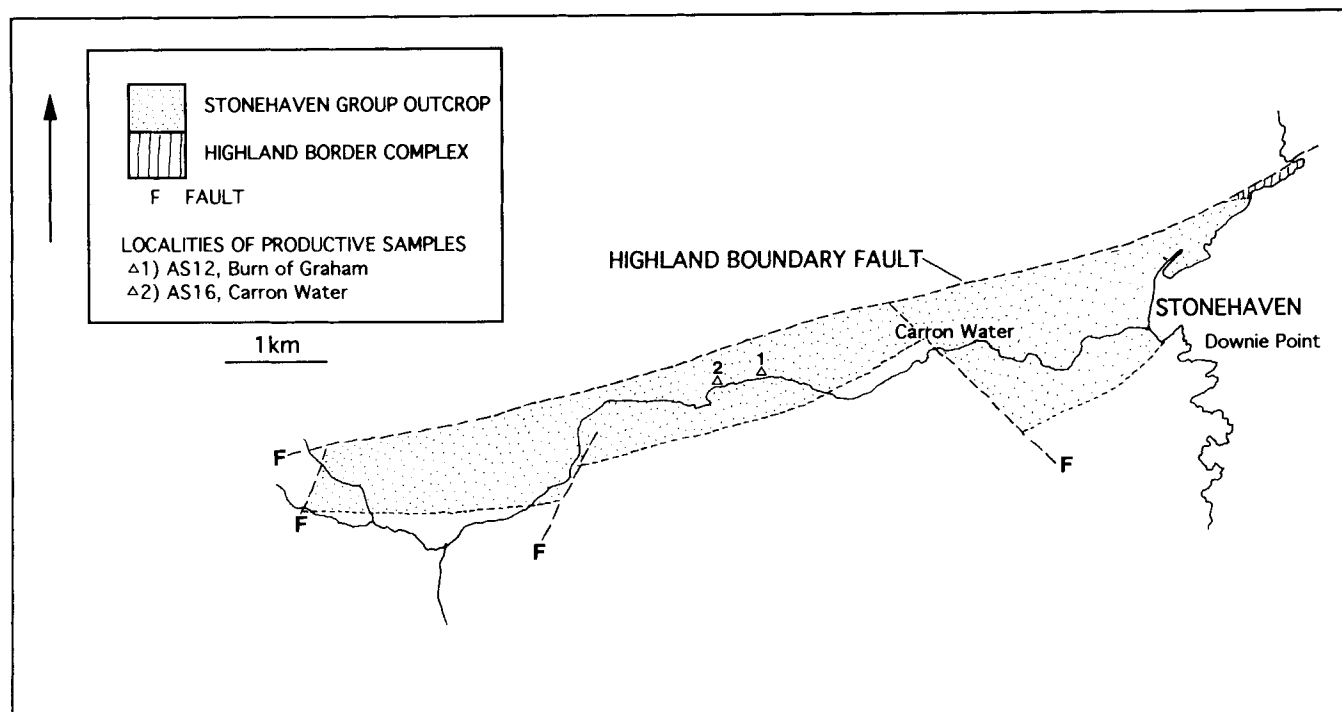 STONEHAVEN GROUP OUTCROP
HIGHLAND BORDER COMPLEX
F FAULT
LOCALITIES OF PRODUCTIVE SAMPLES
△1) AS12, Burn of Graham
△2) AS16, Carron Water
1km
HIGHLAND BOUNDARY FAULT
STONEHAVEN
Carron Water
Downie Point
1
2
F
F
F
F